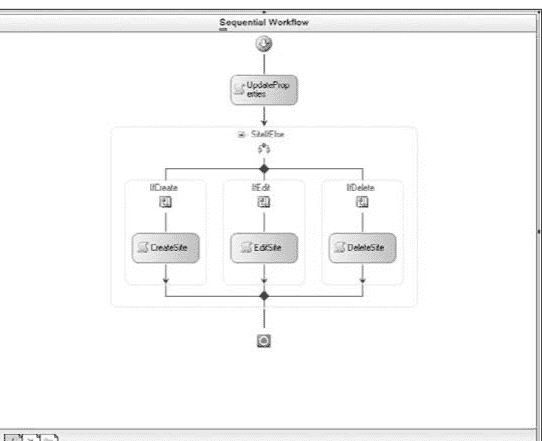 Sequential Workflow
UpdateProp
erties
SiteIfElse
IfCreate
IfEdit
IfDelete
CreateSite
EditSite
DeleteSite